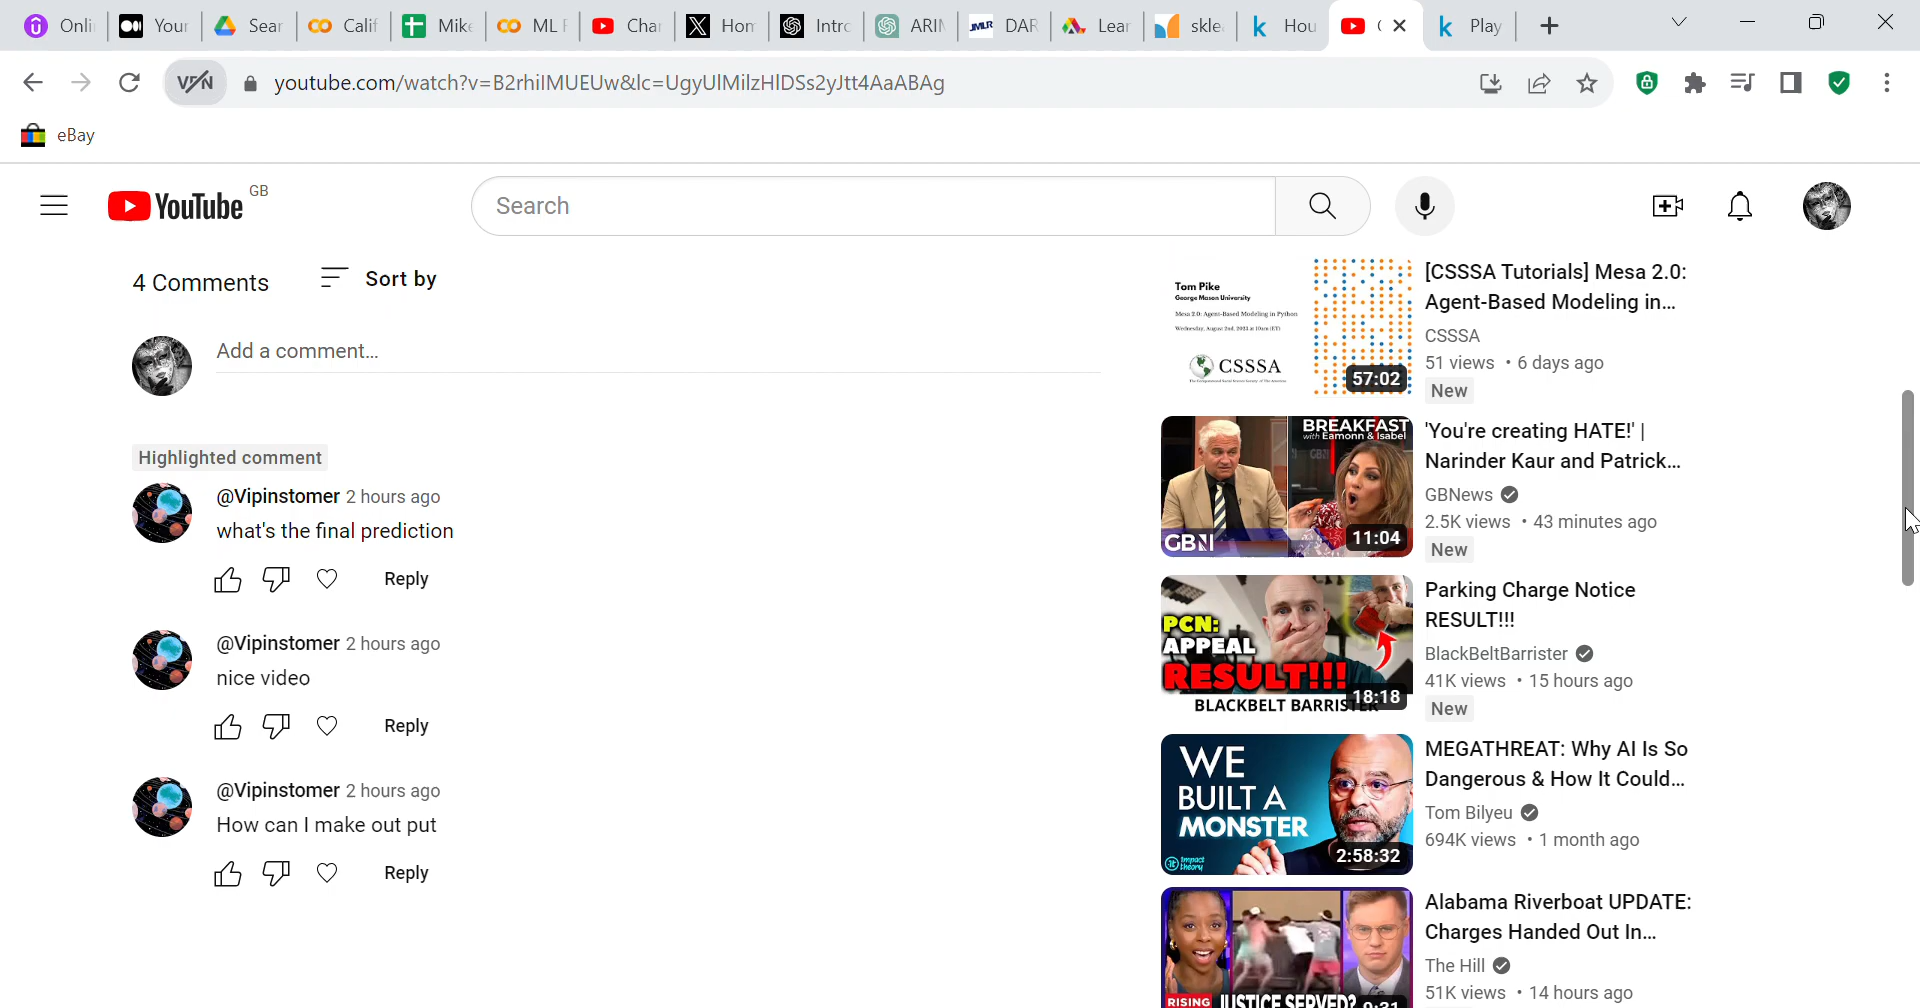 Onli
Your
Sear
Calif
Mike
ML F
Char
Hom
Intro
ARIM
DAR
Lear
skle
Hou
Play
VPN
youtube.com/watch?v=B2rhiIMUEUw&lc=UgyUIMilzHIDSs2yJtt4AaABAg
eBay
YouTube GB
Search
4 Comments
Sort by
Add a comment...
Highlighted comment
@Vipinstomer 2 hours ago
what's the final prediction
Reply
@Vipinstomer 2 hours ago
nice video
Reply
@Vipinstomer 2 hours ago
How can I make out put
Reply
Tom Pike
George Mason University
Mesa 2.0: Agent-Based Modeling in Python
Wednesday, August 2nd, 2023 at 10am (ET)
CSSSA
57:02
[CSSSA Tutorials] Mesa 2.0:
Agent-Based Modeling in...
CSSSA
51 views • 6 days ago
New
BREAKFAST
with Eamonn & Isabel
GBN
11:04
'You're creating HATE!' |
Narinder Kaur and Patrick...
GBNews
2.5K views • 43 minutes ago
New
PCN:
APPEAL
RESULT!!!
18:18
BLACKBELT BARRISTER
Parking Charge Notice
RESULT!!!
BlackBeltBarrister
41K views • 15 hours ago
New
WE
BUILT A
MONSTER
impact
theory
2:58:32
MEGATHREAT: Why AI Is So
Dangerous & How It Could...
Tom Bilyeu
694K views • 1 month ago
RISING
JUSTICE SERVED?
9:31
Alabama Riverboat UPDATE:
Charges Handed Out In...
The Hill
51K views • 14 hours ago